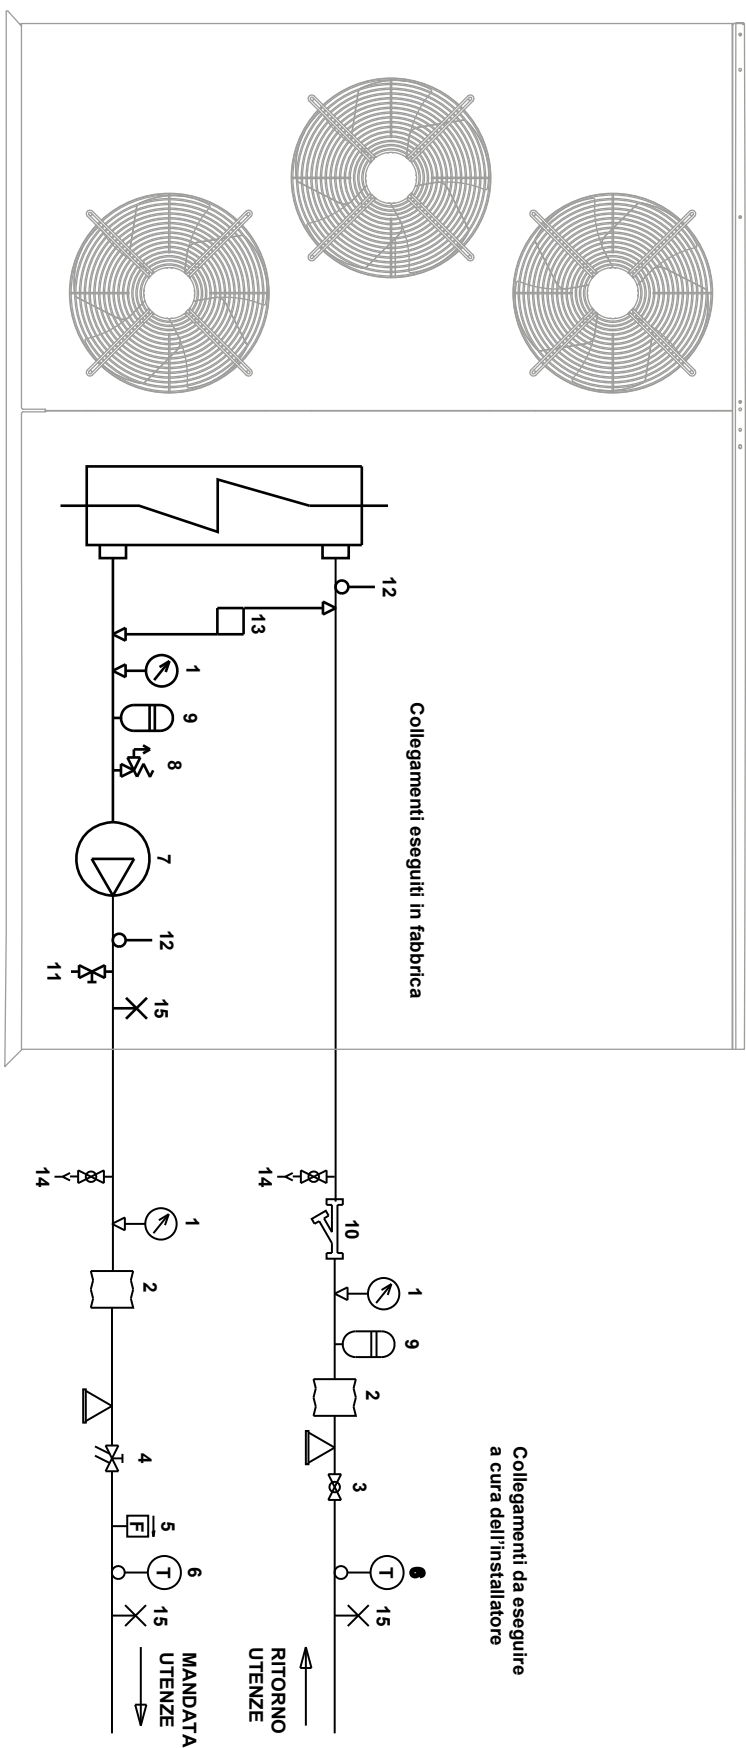 Collegamenti da eseguire
a cura dell'installatore
Collegamenti eseguiti in fabbrica
12
10
1
9
2
3
6
T
15
13
14
RITORNO
UTENZE
1
9
8
7
12
15
1
2
4
5
F
6
T
15
MANDATA
UTENZE
11
14